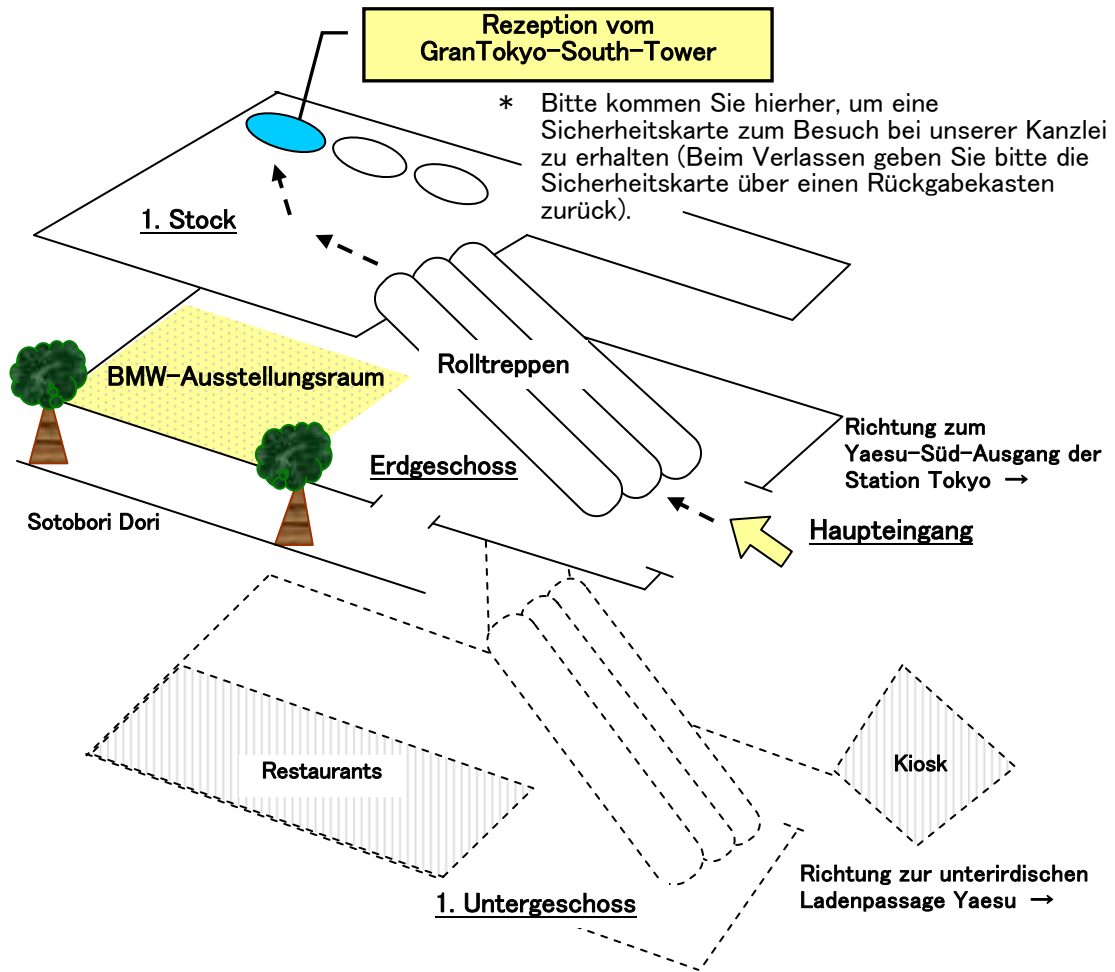 Rezeption vom
GranTokyo-South-Tower
* Bitte kommen Sie hierher, um eine
Sicherheitskarte zum Besuch bei unserer Kanzlei
zu erhalten (Beim Verlassen geben Sie bitte die
Sicherheitskarte über einen Rückgabekasten
zurück).
1. Stock
Rolltreppen
BMW-Ausstellungsraum
Richtung zum
Yaesu-Süd-Ausgang der
Station Tokyo →
Erdgeschoss
Sotobori Dori
Haupteingang
Restaurants
Kiosk
Richtung zur unterirdischen
Ladenpassage Yaesu →
1. Untergeschoss